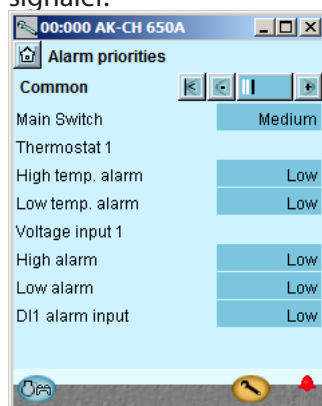 signaler.
00:000 AK-CH 650A
Alarm priorities
Common
Main Switch Medium
Thermostat 1
High temp. alarm Low
Low temp. alarm Low
Voltage input 1
High alarm Low
Low alarm Low
DI1 alarm input Low